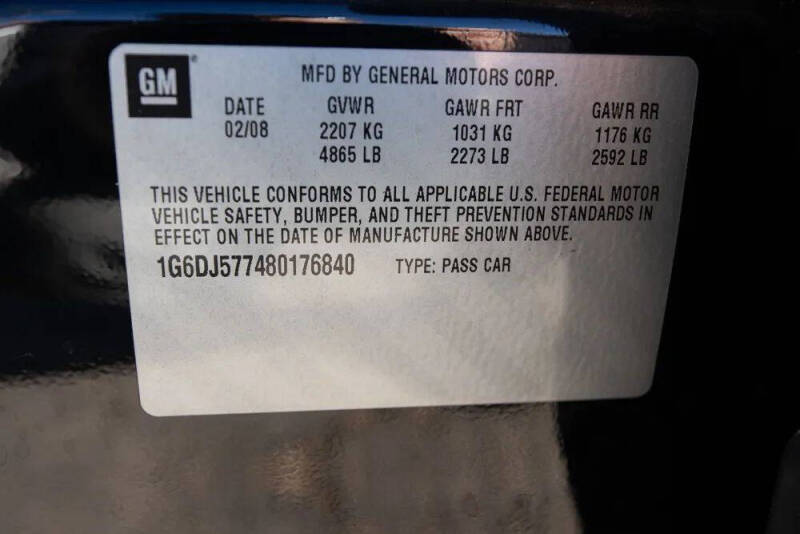 GM®
MFD BY GENERAL MOTORS CORP.
DATE GVWR GAWR FRT GAWR RR
02/08 2207 KG 1031 KG 1176 KG
4865 LB 2273 LB 2592 LB
THIS VEHICLE CONFORMS TO ALL APPLICABLE U.S. FEDERAL MOTOR
VEHICLE SAFETY, BUMPER, AND THEFT PREVENTION STANDARDS IN
EFFECT ON THE DATE OF MANUFACTURE SHOWN ABOVE.
1G6DJ577480176840 TYPE: PASS CAR